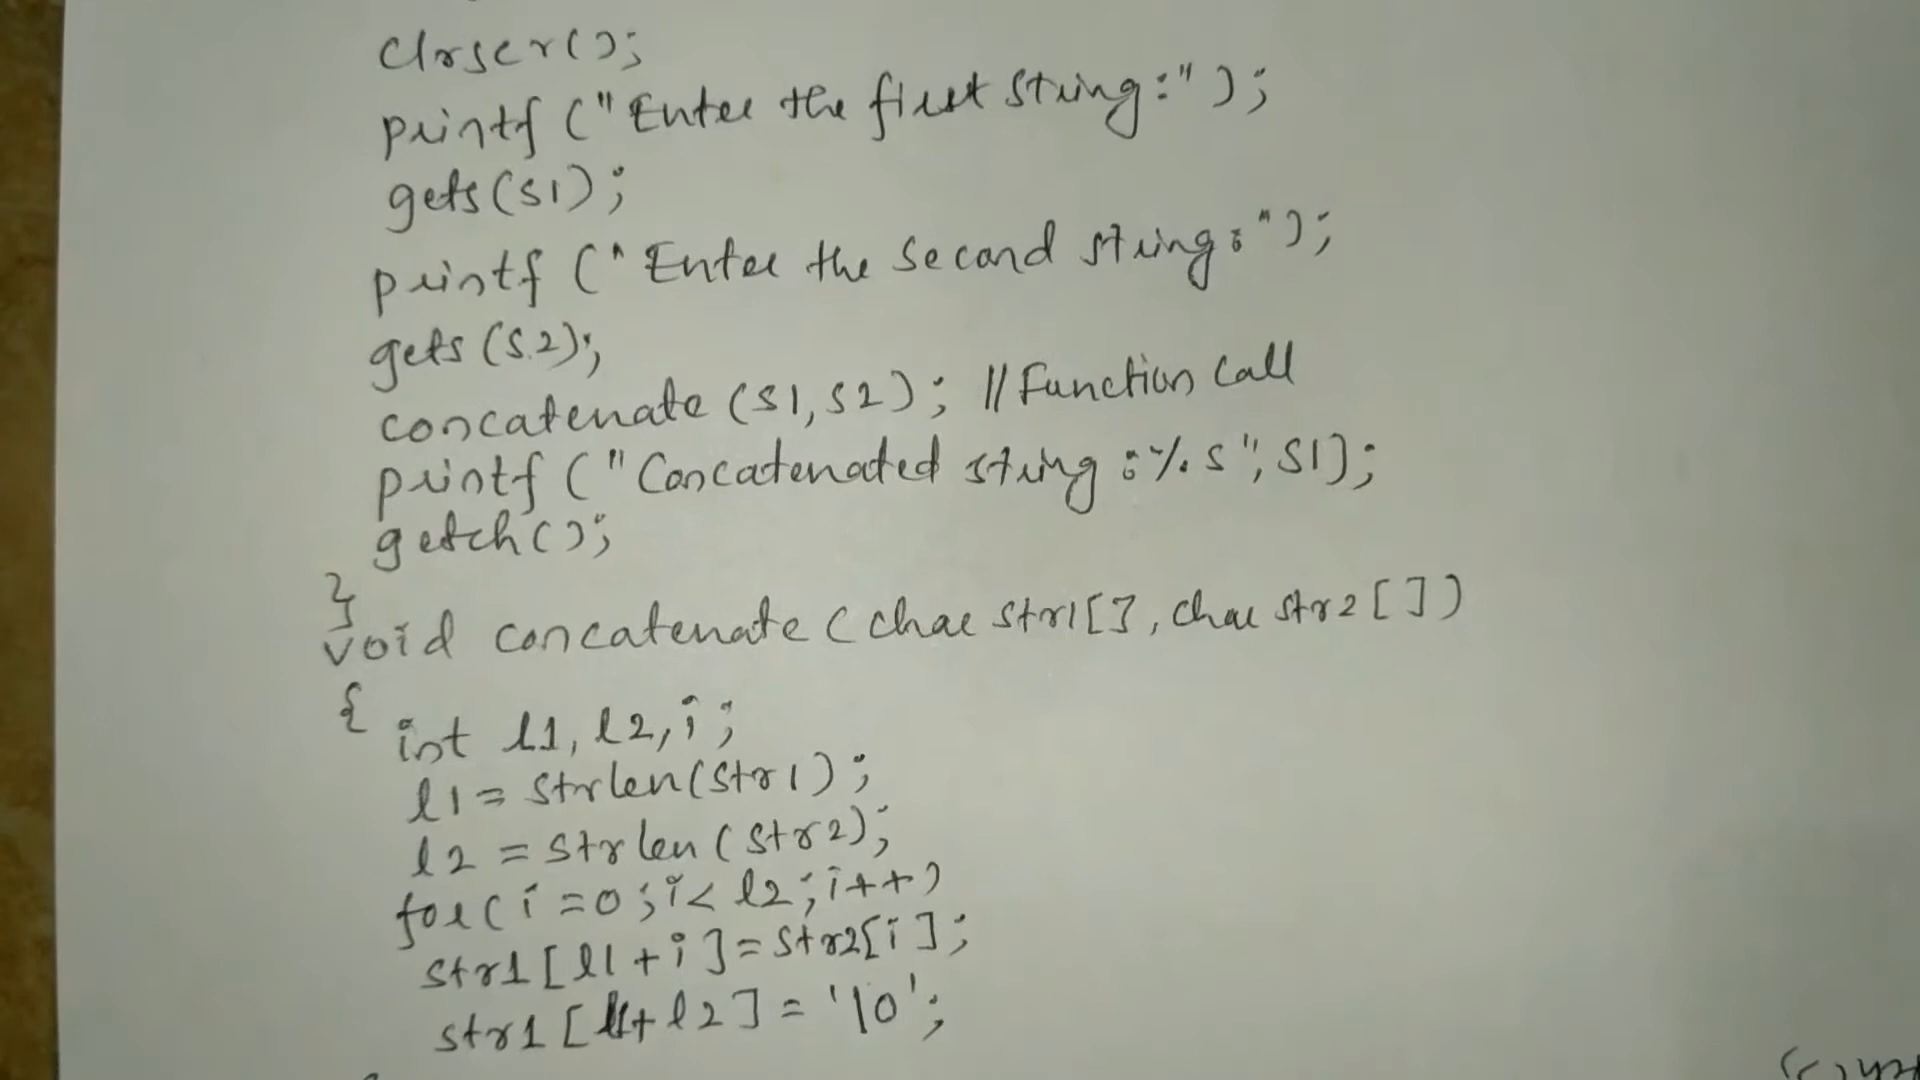 clrscr();
printf ("Enter the first string:");
gets(s1);
printf ("Enter the second string:");
gets (s2);
concatenate (s1, s2); //Function call
printf ("Concatenated string :%s", s1);
getch();
}
void concatenate (char str1[], char str2[])
{
int l1, l2, i;
l1 = strlen(str1);
l2 = strlen(str2);
for(i=0;i<l2;i++)
str1[l1+i]=str2[i];
str1[l1+l2]='\0';